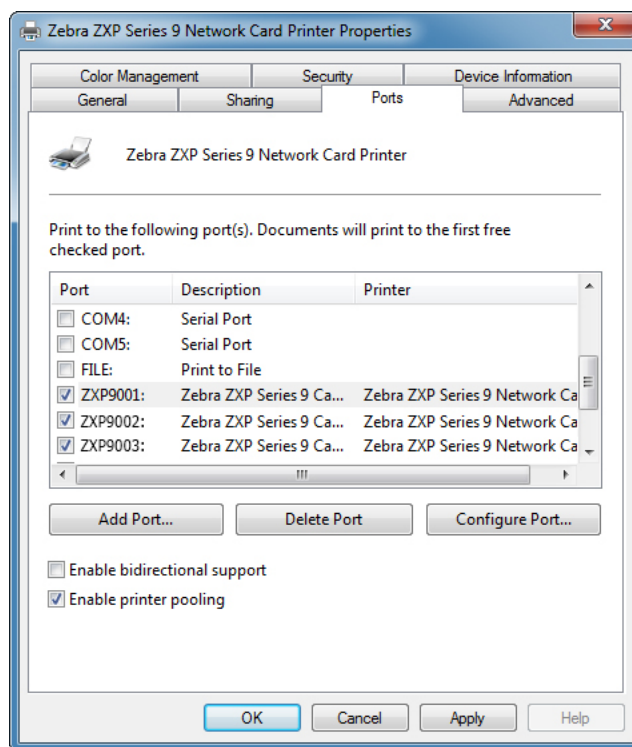 Zebra ZXP Series 9 Network Card Printer Properties
Color Management Security Device Information
General Sharing Ports Advanced
Zebra ZXP Series 9 Network Card Printer
Print to the following port(s). Documents will print to the first free
checked port.
Port Description Printer
COM4: Serial Port
COM5: Serial Port
FILE: Print to File
ZXP9001: Zebra ZXP Series 9 Ca... Zebra ZXP Series 9 Network Ca
ZXP9002: Zebra ZXP Series 9 Ca... Zebra ZXP Series 9 Network Ca
ZXP9003: Zebra ZXP Series 9 Ca... Zebra ZXP Series 9 Network Ca
Add Port... Delete Port Configure Port...
Enable bidirectional support
Enable printer pooling
OK Cancel Apply Help